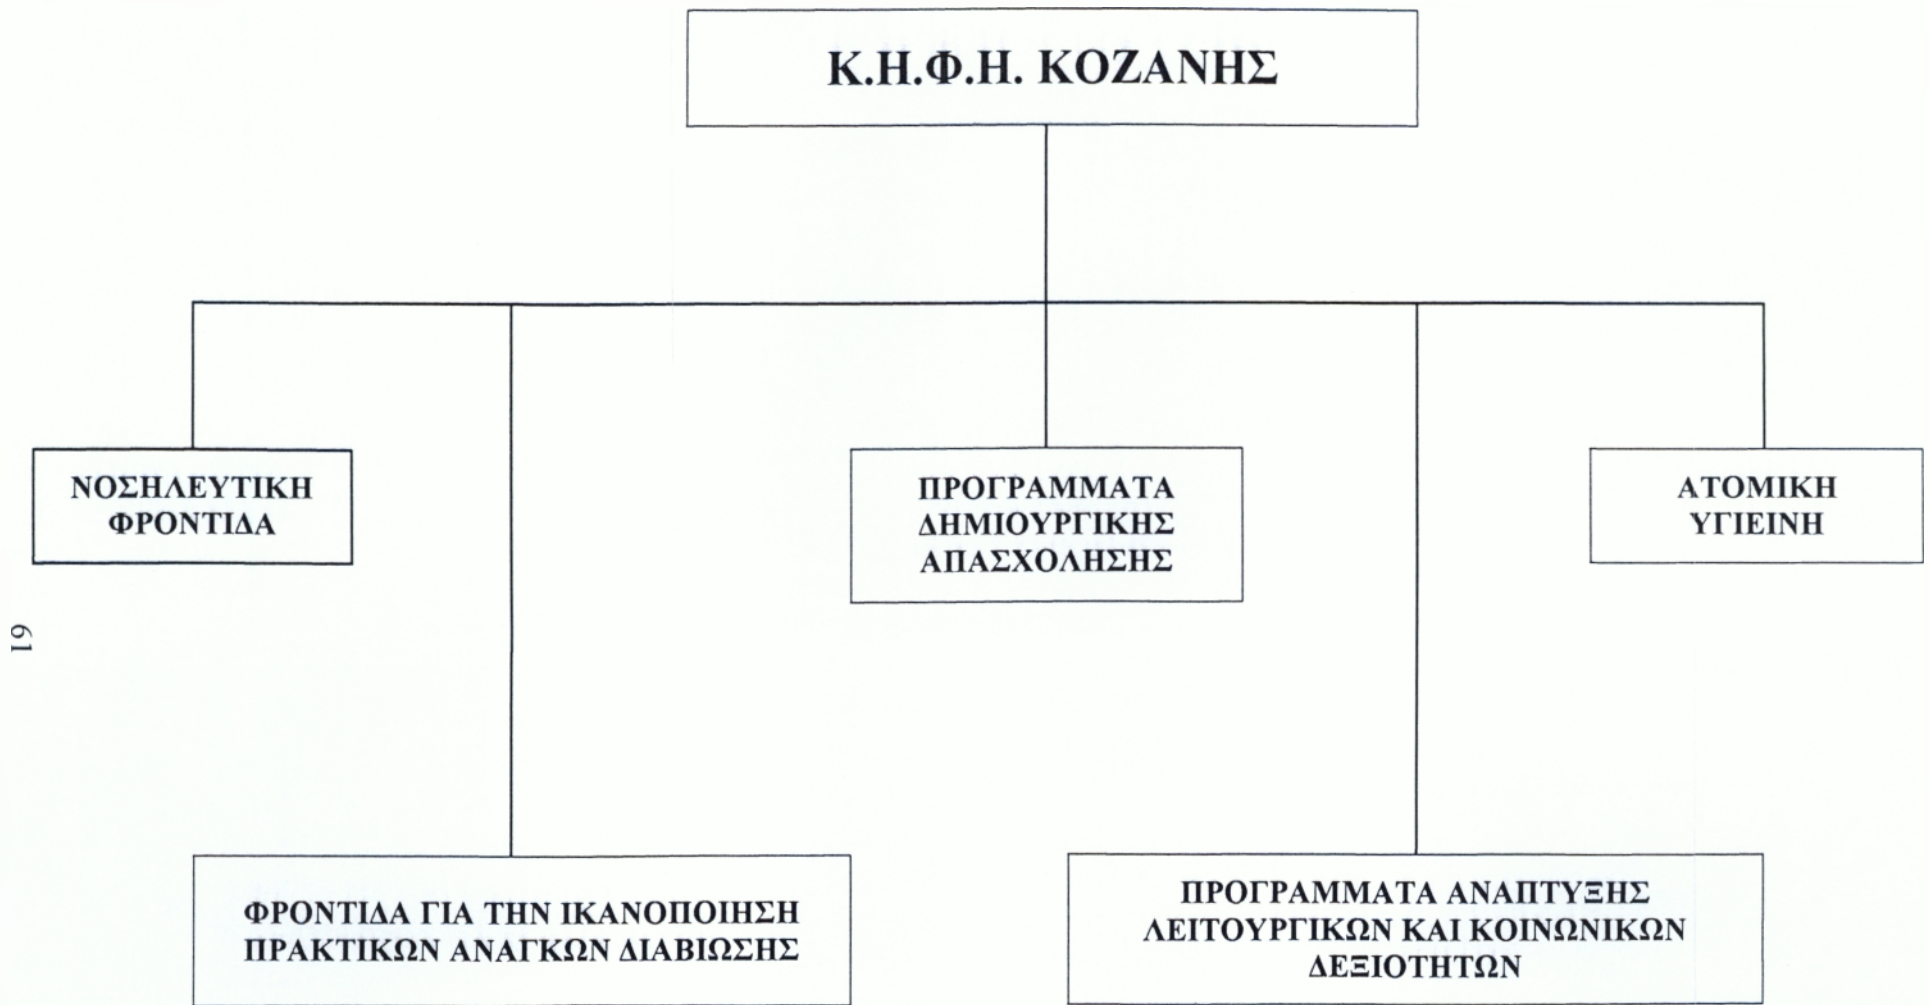 Κ.Η.Φ.Η. ΚΟΖΑΝΗΣ
ΝΟΣΗΛΕΥΤΙΚΗ
ΦΡΟΝΤΙΔΑ
ΠΡΟΓΡΑΜΜΑΤΑ
ΔΗΜΙΟΥΡΓΙΚΗΣ
ΑΠΑΣΧΟΛΗΣΗΣ
ΑΤΟΜΙΚΗ
ΥΓΙΕΙΝΗ
ΦΡΟΝΤΙΔΑ ΓΙΑ ΤΗΝ ΙΚΑΝΟΠΟΙΗΣΗ
ΠΡΑΚΤΙΚΩΝ ΑΝΑΓΚΩΝ ΔΙΑΒΙΩΣΗΣ
ΠΡΟΓΡΑΜΜΑΤΑ ΑΝΑΠΤΥΞΗΣ
ΛΕΙΤΟΥΡΓΙΚΩΝ ΚΑΙ ΚΟΙΝΩΝΙΚΩΝ
ΔΕΞΙΟΤΗΤΩΝ
61